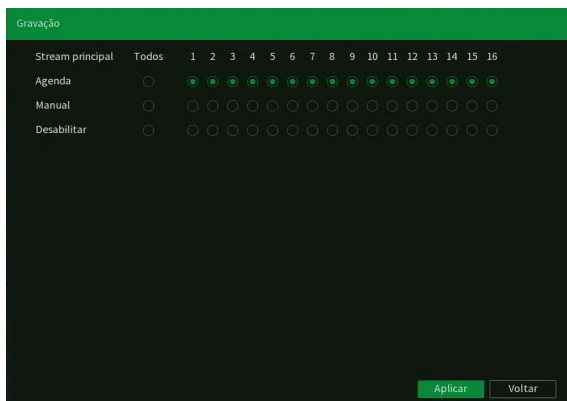 Gravação
Stream principal Todos 1 2 3 4 5 6 7 8 9 10 11 12 13 14 15 16
Agenda
Manual
Desabilitar
Aplicar Voltar